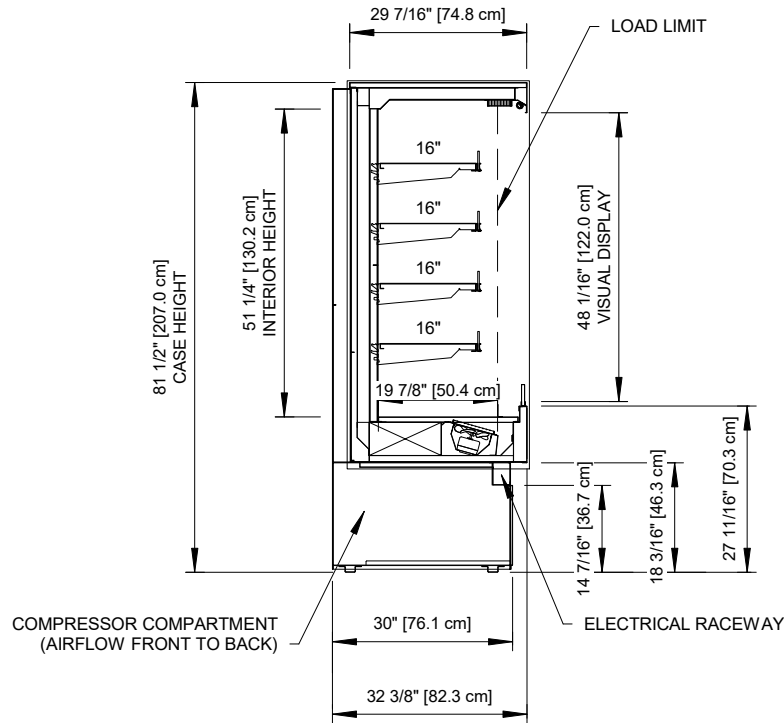 29 7/16" [74.8 cm]
LOAD LIMIT
16"
16"
16"
16"
81 1/2" [207.0 cm]
CASE HEIGHT
51 1/4" [130.2 cm]
INTERIOR HEIGHT
48 1/16" [122.0 cm]
VISUAL DISPLAY
19 7/8" [50.4 cm]
14 7/16" [36.7 cm]
18 3/16" [46.3 cm]
27 11/16" [70.3 cm]
COMPRESSOR COMPARTMENT
(AIRFLOW FRONT TO BACK)
30" [76.1 cm]
ELECTRICAL RACEWAY
32 3/8" [82.3 cm]